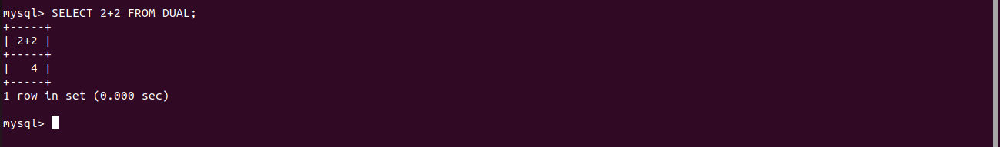 mysql> SELECT 2+2 FROM DUAL;
+-----+
| 2+2 |
+-----+
|   4 |
+-----+
1 row in set (0.000 sec)
mysql>